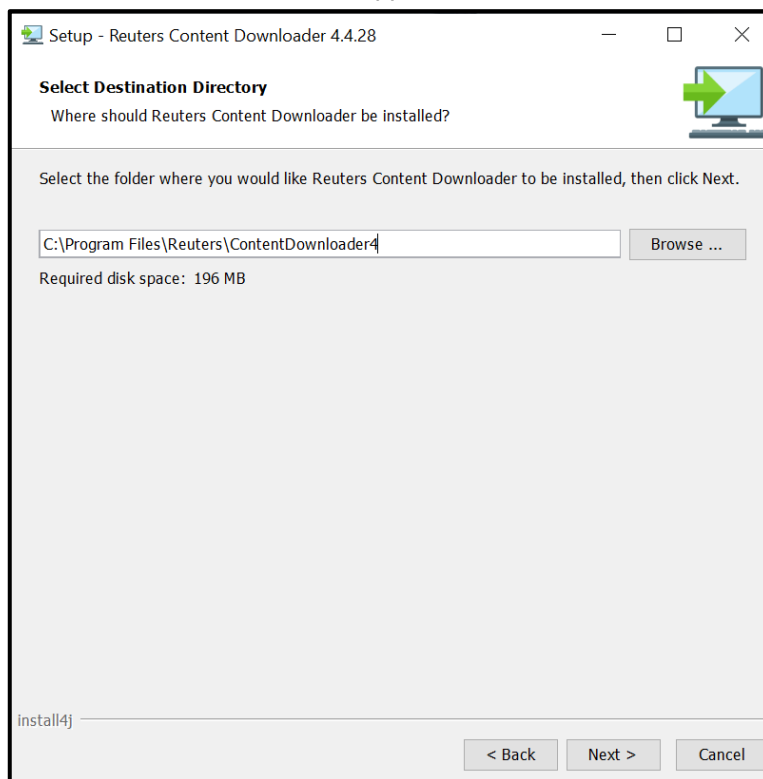 Setup - Reuters Content Downloader 4.4.28
Select Destination Directory
Where should Reuters Content Downloader be installed?
Select the folder where you would like Reuters Content Downloader to be installed, then click Next.
C:\Program Files\Reuters\ContentDownloader4
Browse ...
Required disk space: 196 MB
install4j
< Back
Next >
Cancel